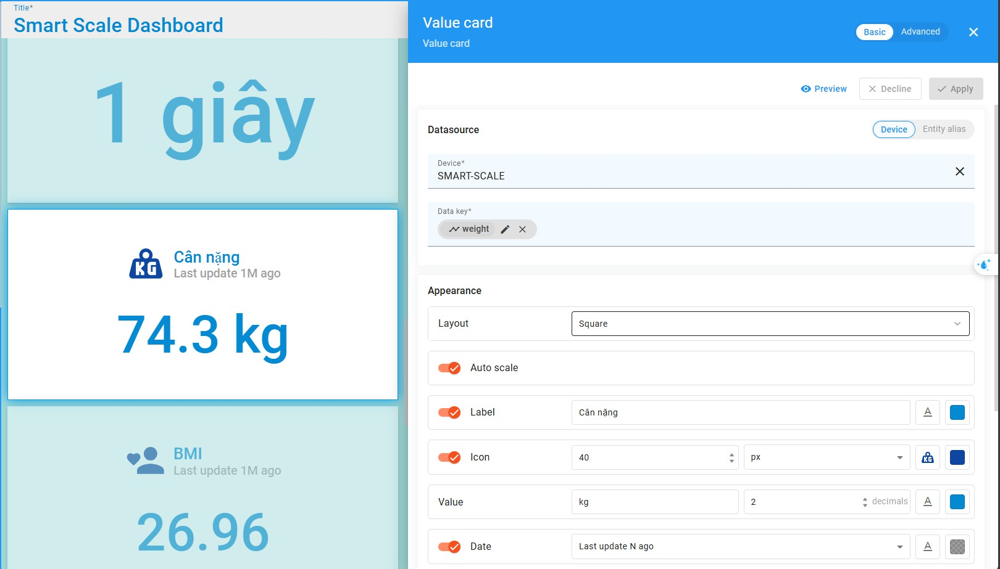 Title*
Smart Scale Dashboard
1 giây
Cân nặng
Last update 1M ago
74.3 kg
BMI
Last update 1M ago
26.96
Value card
Value card
Basic
Advanced
Preview
Decline
Apply
Datasource
Device
Entity alias
Device*
SMART-SCALE
Data key*
weight
Appearance
Layout
Square
Auto scale
Label
Cân nặng
Icon
40
px
KG
Value
kg
2
decimals
Date
Last update N ago
KG